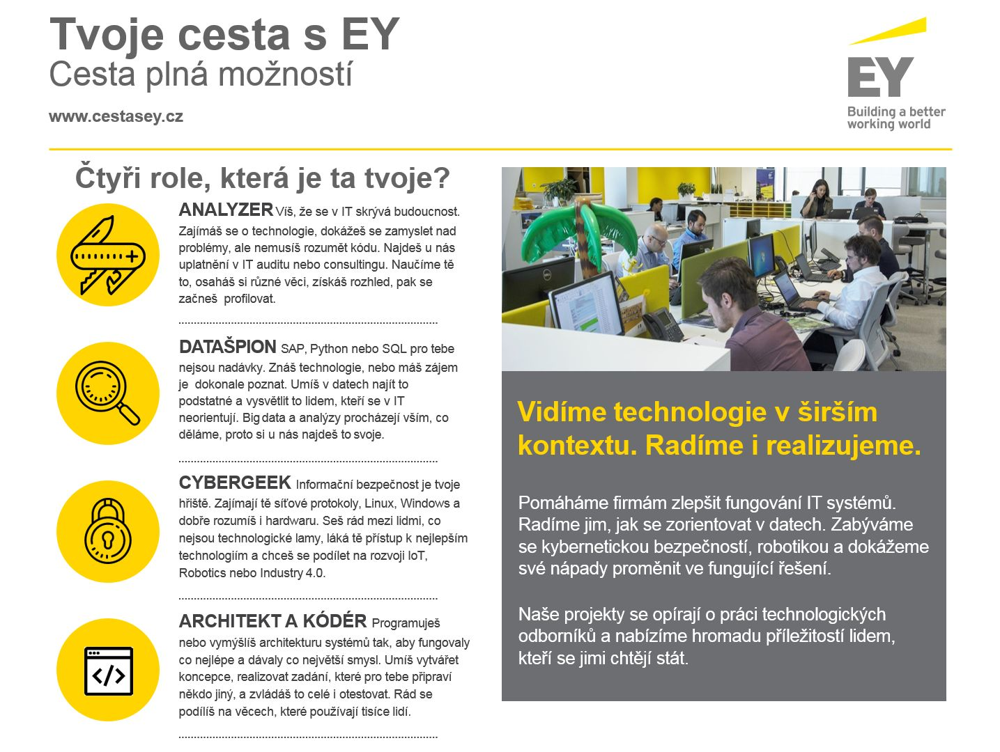 Tvoje cesta s EY
Cesta plná možností
www.cestasey.cz
EY
Building a better
working world
Čtyři role, která je ta tvoje?
ANALYZER Víš, že se v IT skrývá budoucnost.
Zajímáš se o technologie, dokážeš se zamyslet nad
problémy, ale nemusíš rozumět kódu. Najdeš u nás
uplatnění v IT auditu nebo consultingu. Naučíme tě
to, osaháš si různé věci, získáš rozhled, pak se
začneš profilovat.
DATAŠPION SAP, Python nebo SQL pro tebe
nejsou nadávky. Znáš technologie, nebo máš zájem
je dokonale poznat. Umíš v datech najít to
podstatné a vysvětlit to lidem, kteří se v IT
neorientují. Big data a analýzy procházejí vším, co
děláme, proto si u nás najdeš to svoje.
CYBERGEEK Informační bezpečnost je tvoje
hřiště. Zajímají tě síťové protokoly, Linux, Windows a
dobře rozumíš i hardwaru. Seš rád mezi lidmi, co
nejsou technologické lamy, láká tě přístup k nejlepším
technologiím a chceš se podílet na rozvoji IoT,
Robotics nebo Industry 4.0.
ARCHITEKT A KÓDÉR Programuješ
nebo vymýšlíš architekturu systémů tak, aby fungovaly
co nejlépe a dávaly co největší smysl. Umíš vytvářet
koncepce, realizovat zadání, které pro tebe připraví
někdo jiný, a zvládáš to celé i otestovat. Rád se
podílíš na věcech, které používají tisíce lidí.
Vidíme technologie v širším
kontextu. Radíme i realizujeme.
Pomáháme firmám zlepšit fungování IT systémů.
Radíme jim, jak se zorientovat v datech. Zabýváme
se kybernetickou bezpečností, robotikou a dokážeme
své nápady proměnit ve fungující řešení.
Naše projekty se opírají o práci technologických
odborníků a nabízíme hromadu příležitostí lidem,
kteří se jimi chtějí stát.